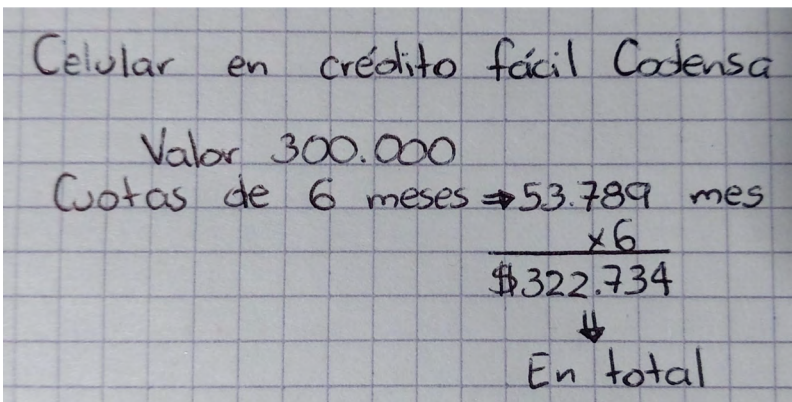 Celular en crédito fácil Codensa
Valor 300.000
Cuotas de 6 meses ⇒ 53.789 mes
x6
$322.734
⇓
En total